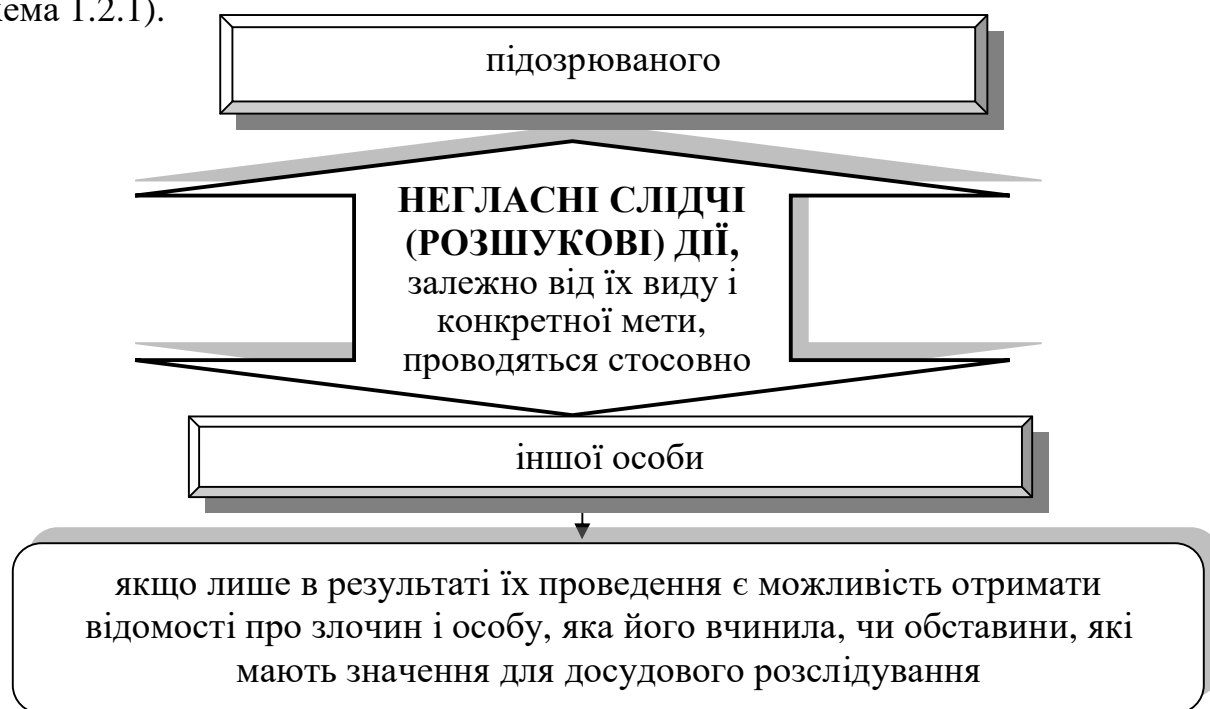 хема 1.2.1).
підозрюваного
НЕГЛАСНІ СЛІДЧІ
(РОЗШУКОВІ) ДІЇ,
залежно від їх виду і
конкретної мети,
проводяться стосовно
іншої особи
якщо лише в результаті їх проведення є можливість отримати
відомості про злочин і особу, яка його вчинила, чи обставини, які
мають значення для досудового розслідування